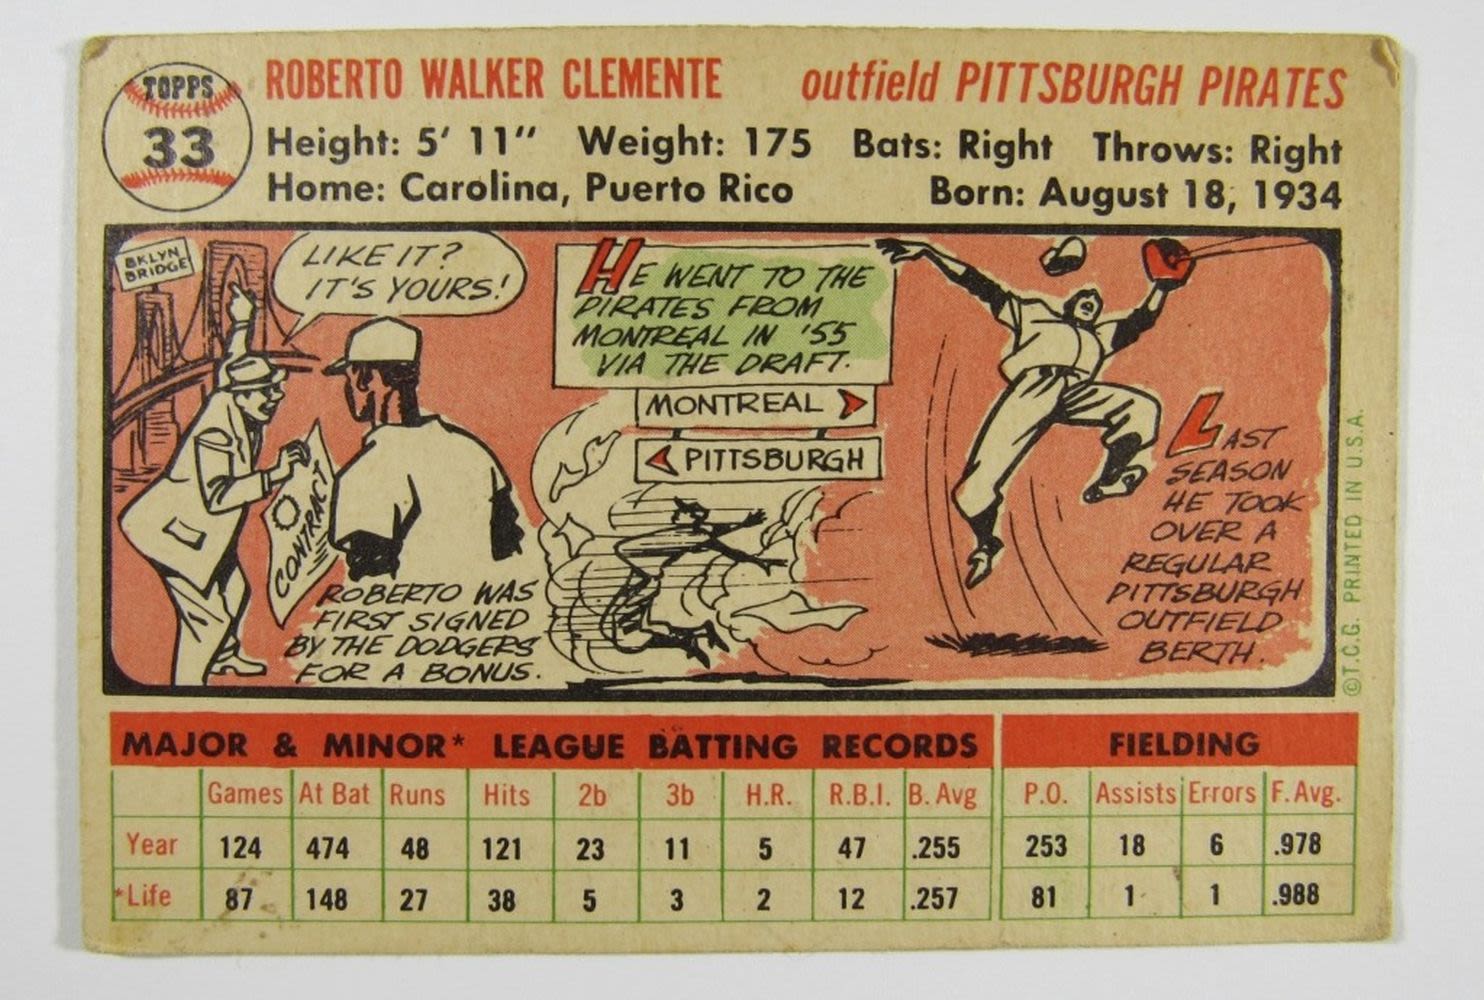 TOPPS
33
ROBERTO WALKER CLEMENTE outfield PITTSBURGH PIRATES
Height: 5' 11" Weight: 175 Bats: Right Throws: Right
Home: Carolina, Puerto Rico Born: August 18, 1934
BKLYN
BRIDGE
LIKE IT?
IT'S YOURS!
CONTRACT
ROBERTO WAS
FIRST SIGNED
BY THE DODGERS
FOR A BONUS.
HE WENT TO THE
PIRATES FROM
MONTREAL IN '55
VIA THE DRAFT.
MONTREAL
PITTSBURGH
LAST
SEASON
HE TOOK
OVER A
REGULAR
PITTSBURGH
OUTFIELD
BERTH.
©T.C.G. PRINTED IN U.S.A.
MAJOR & MINOR* LEAGUE BATTING RECORDS FIELDING
Games At Bat Runs Hits 2b 3b H.R. R.B.I. B. Avg P.O. Assists Errors F. Avg.
Year 124 474 48 121 23 11 5 47 .255 253 18 6 .978
*Life 87 148 27 38 5 3 2 12 .257 81 1 1 .988